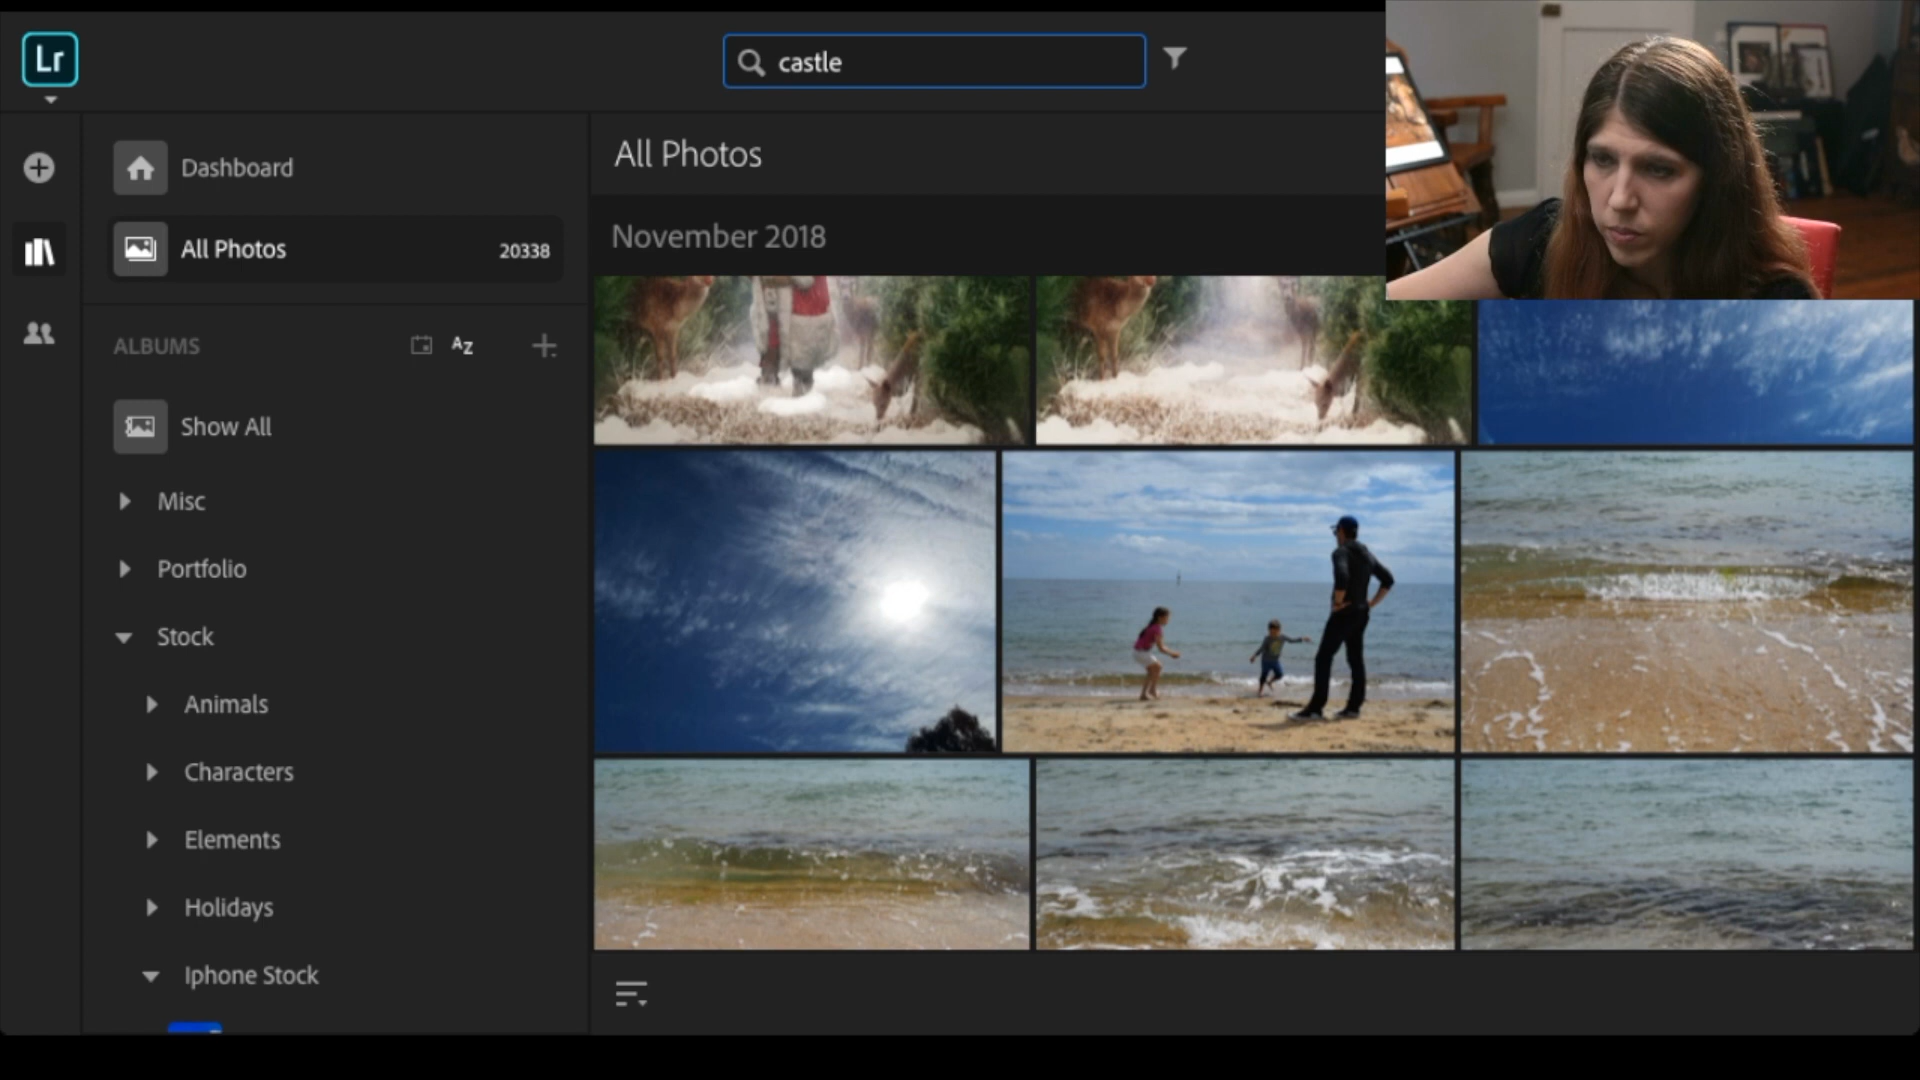 Lr
castle
Dashboard
All Photos
All Photos 20338
November 2018
ALBUMS
AZ
Show All
Misc
Portfolio
Stock
Animals
Characters
Elements
Holidays
Iphone Stock